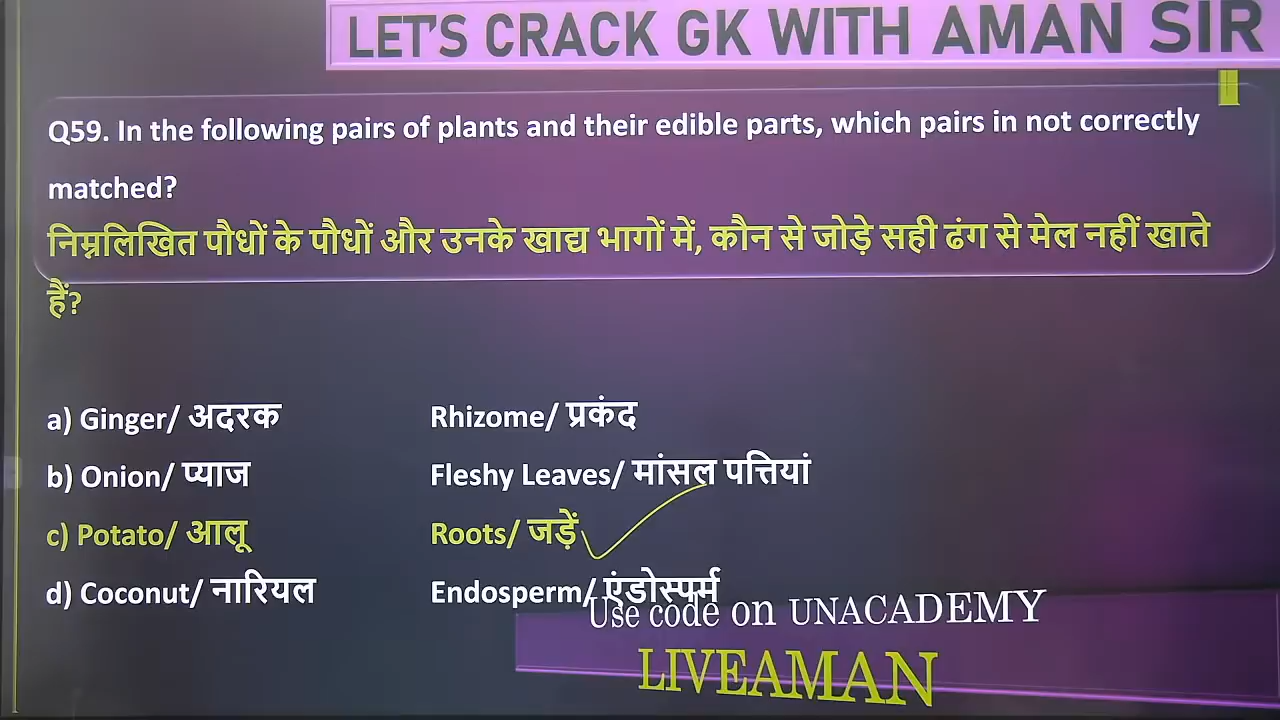 LET'S CRACK GK WITH AMAN SIR
Q59. In the following pairs of plants and their edible parts, which pairs in not correctly
matched?
निम्नलिखित पौधों के पौधों और उनके खाद्य भागों में, कौन से जोड़े सही ढंग से मेल नहीं खाते
हैं?
a) Ginger/ अदरक Rhizome/ प्रकंद
b) Onion/ प्याज Fleshy Leaves/ मांसल पत्तियां
c) Potato/ आलू Roots/ जड़ें
d) Coconut/ नारियल Endosperm/ एंडोस्पर्म
Use code on UNACADEMY
LIVEAMAN